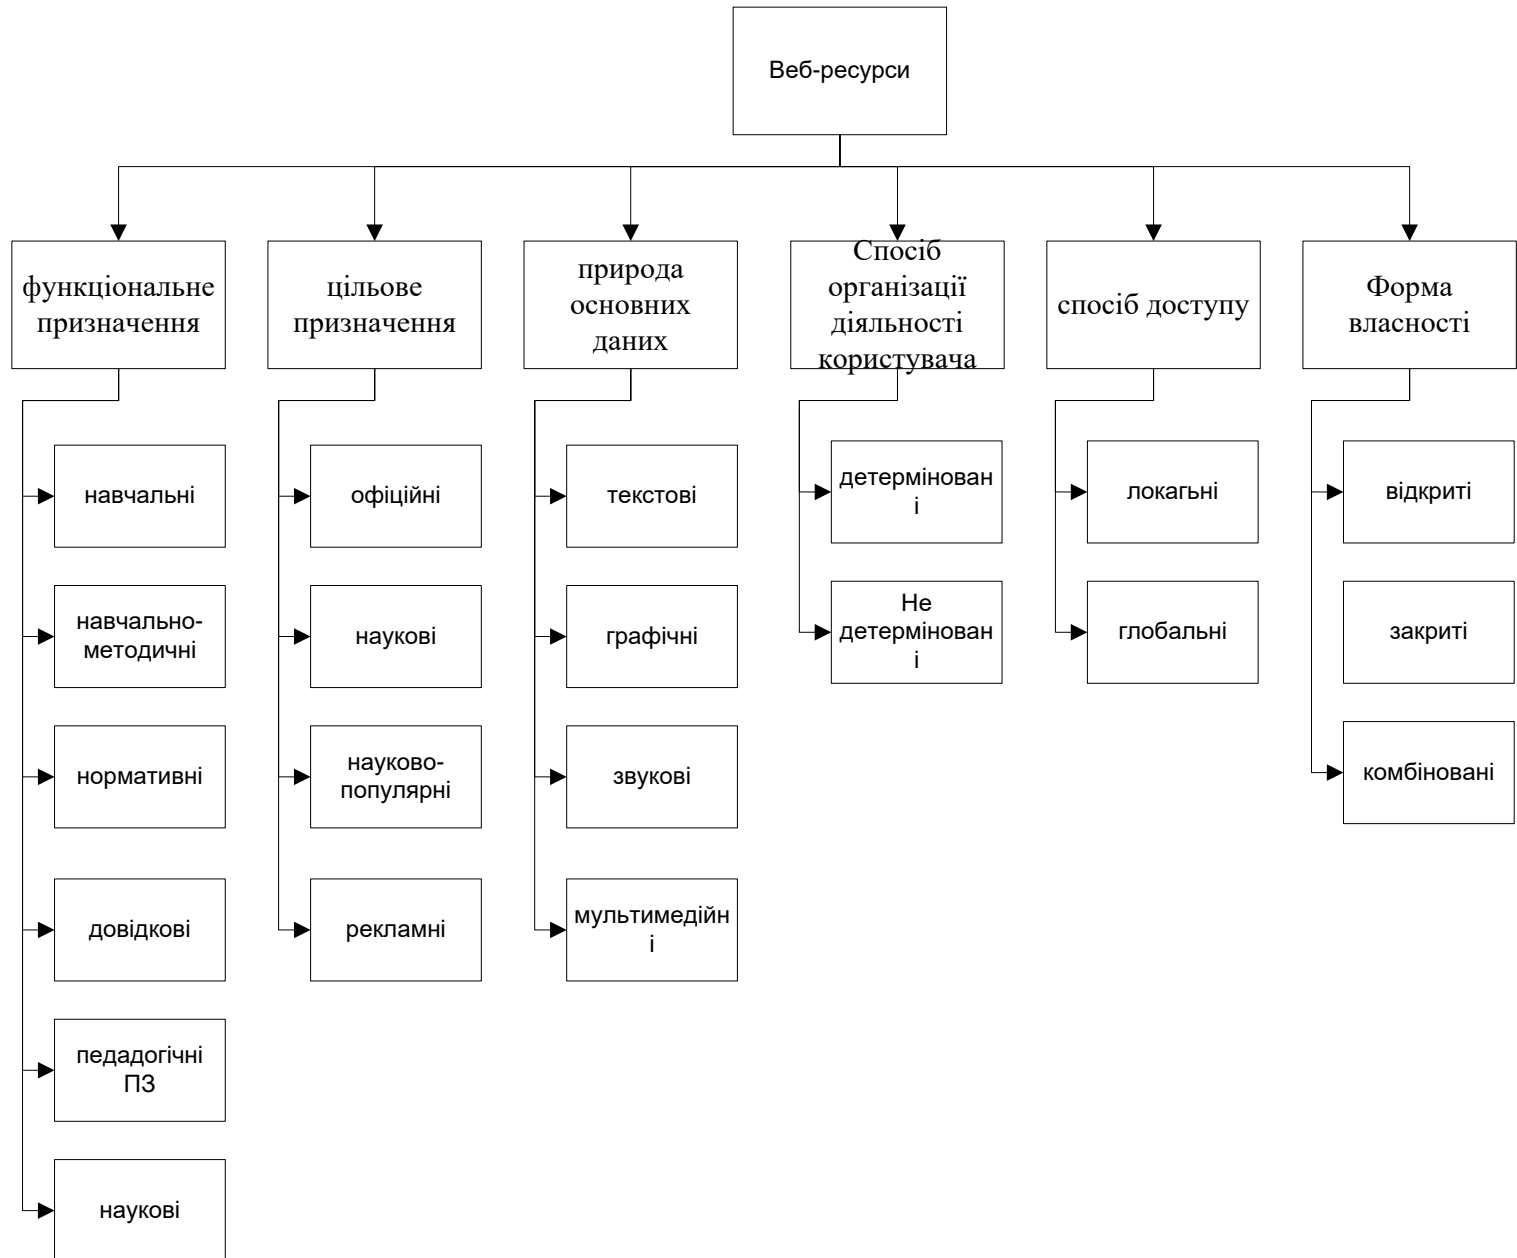 Веб-ресурси
функціональне
призначення
цільове
призначення
природа
основних
даних
Спосіб
організації
діяльності
користувача
спосіб доступу
Форма
власності
навчальні
навчально-
методичні
нормативні
довідкові
педадогічні
ПЗ
наукові
офіційні
наукові
науково-
популярні
рекламні
текстові
графічні
звукові
мультимедійн
і
детерміновані
Не
детермінован
і
локагьні
глобальні
відкриті
закриті
комбіновані